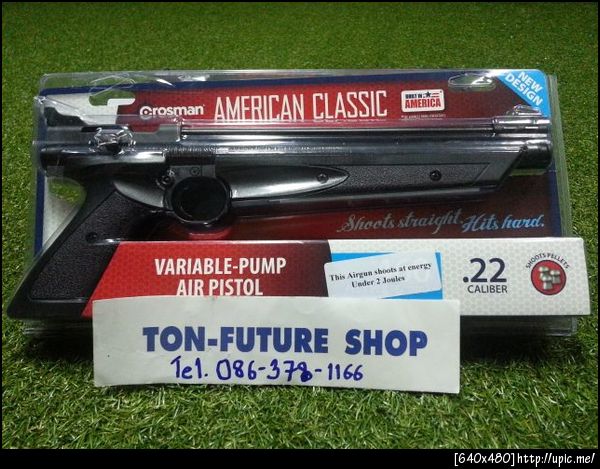 Crosman
AMERICAN CLASSIC
BUILT IN
AMERICA
NEW
DESIGN
Shoots straight. Hits hard.
VARIABLE-PUMP
AIR PISTOL
This Airgun shoots at energy
Under 2 Joules
.22
CALIBER
SHOOTS PELLETS
TON-FUTURE SHOP
Tel. 086-378-1166
[640x480]http://upic.me/